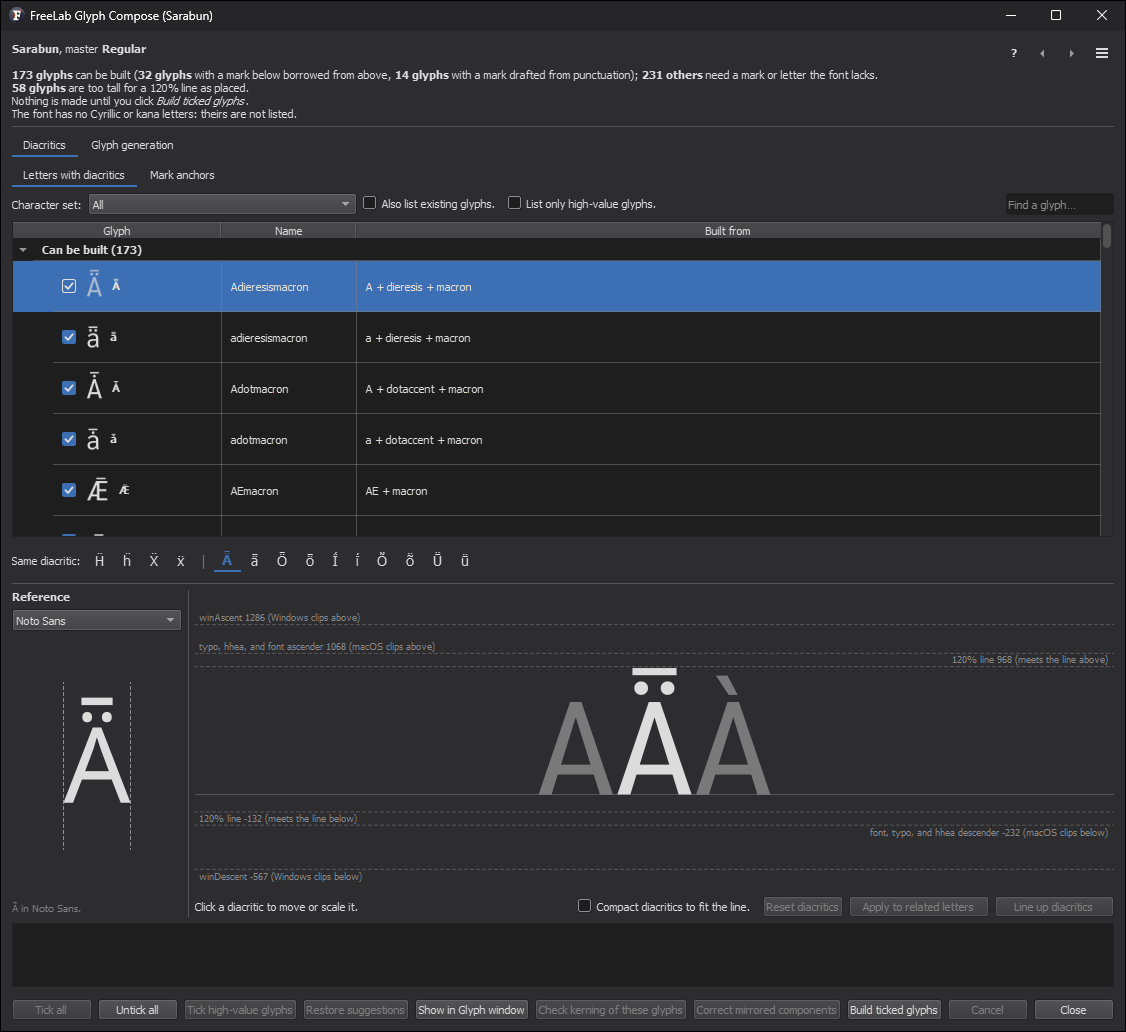 FreeLab Glyph Compose (Sarabun)
Sarabun, master Regular
?
173 glyphs can be built (32 glyphs with a mark below borrowed from above, 14 glyphs with a mark drafted from punctuation); 231 others need a mark or letter the font lacks.
58 glyphs are too tall for a 120% line as placed.
Nothing is made until you click Build ticked glyphs.
The font has no Cyrillic or kana letters: theirs are not listed.
Diacritics Glyph generation
Letters with diacritics Mark anchors
Character set: All Also list existing glyphs. List only high-value glyphs. Find a glyph...
Glyph Name Built from
Can be built (173)
Ǟ Ǟ Adieresismacron A + dieresis + macron
ǟ ǟ adieresismacron a + dieresis + macron
Ǡ Ǡ Adotmacron A + dotaccent + macron
ǡ ǡ adotmacron a + dotaccent + macron
Ǣ Ǣ AEmacron AE + macron
Same diacritic: Ḧ ḧ Ẍ ẍ | Ǟ ǟ Ȫ ȫ Ḯ ḯ Ṏ ṏ Ṻ ṻ
Reference
Noto Sans
Ǟ
Ǟ in Noto Sans.
winAscent 1286 (Windows clips above)
typo, hhea, and font ascender 1068 (macOS clips above)
120% line 968 (meets the line above)
AǞÀ
120% line -132 (meets the line below)
font, typo, and hhea descender -232 (macOS clips below)
winDescent -567 (Windows clips below)
Click a diacritic to move or scale it. Compact diacritics to fit the line. Reset diacritics Apply to related letters Line up diacritics
Tick all Untick all Tick high-value glyphs Restore suggestions Show in Glyph window Check kerning of these glyphs Correct mirrored components Build ticked glyphs Cancel Close